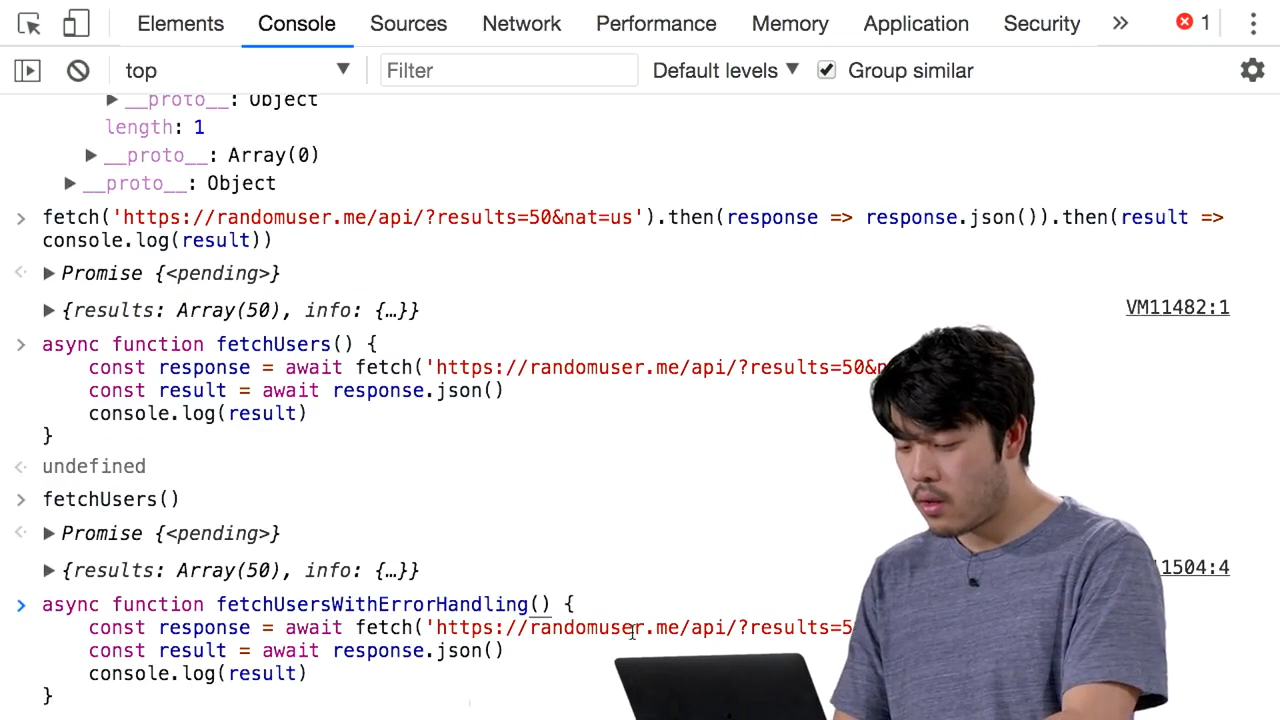 Elements Console Sources Network Performance Memory Application Security » 1
top Filter Default levels Group similar
__proto__: Object
length: 1
__proto__: Array(0)
__proto__: Object
fetch('https://randomuser.me/api/?results=50&nat=us').then(response => response.json()).then(result =>
console.log(result))
Promise {<pending>}
{results: Array(50), info: {…}} VM11482:1
async function fetchUsers() {
const response = await fetch('https://randomuser.me/api/?results=50&n
const result = await response.json()
console.log(result)
}
undefined
fetchUsers()
Promise {<pending>}
{results: Array(50), info: {…}} 1504:4
async function fetchUsersWithErrorHandling() {
const response = await fetch('https://randomuser.me/api/?results=5
const result = await response.json()
console.log(result)
}